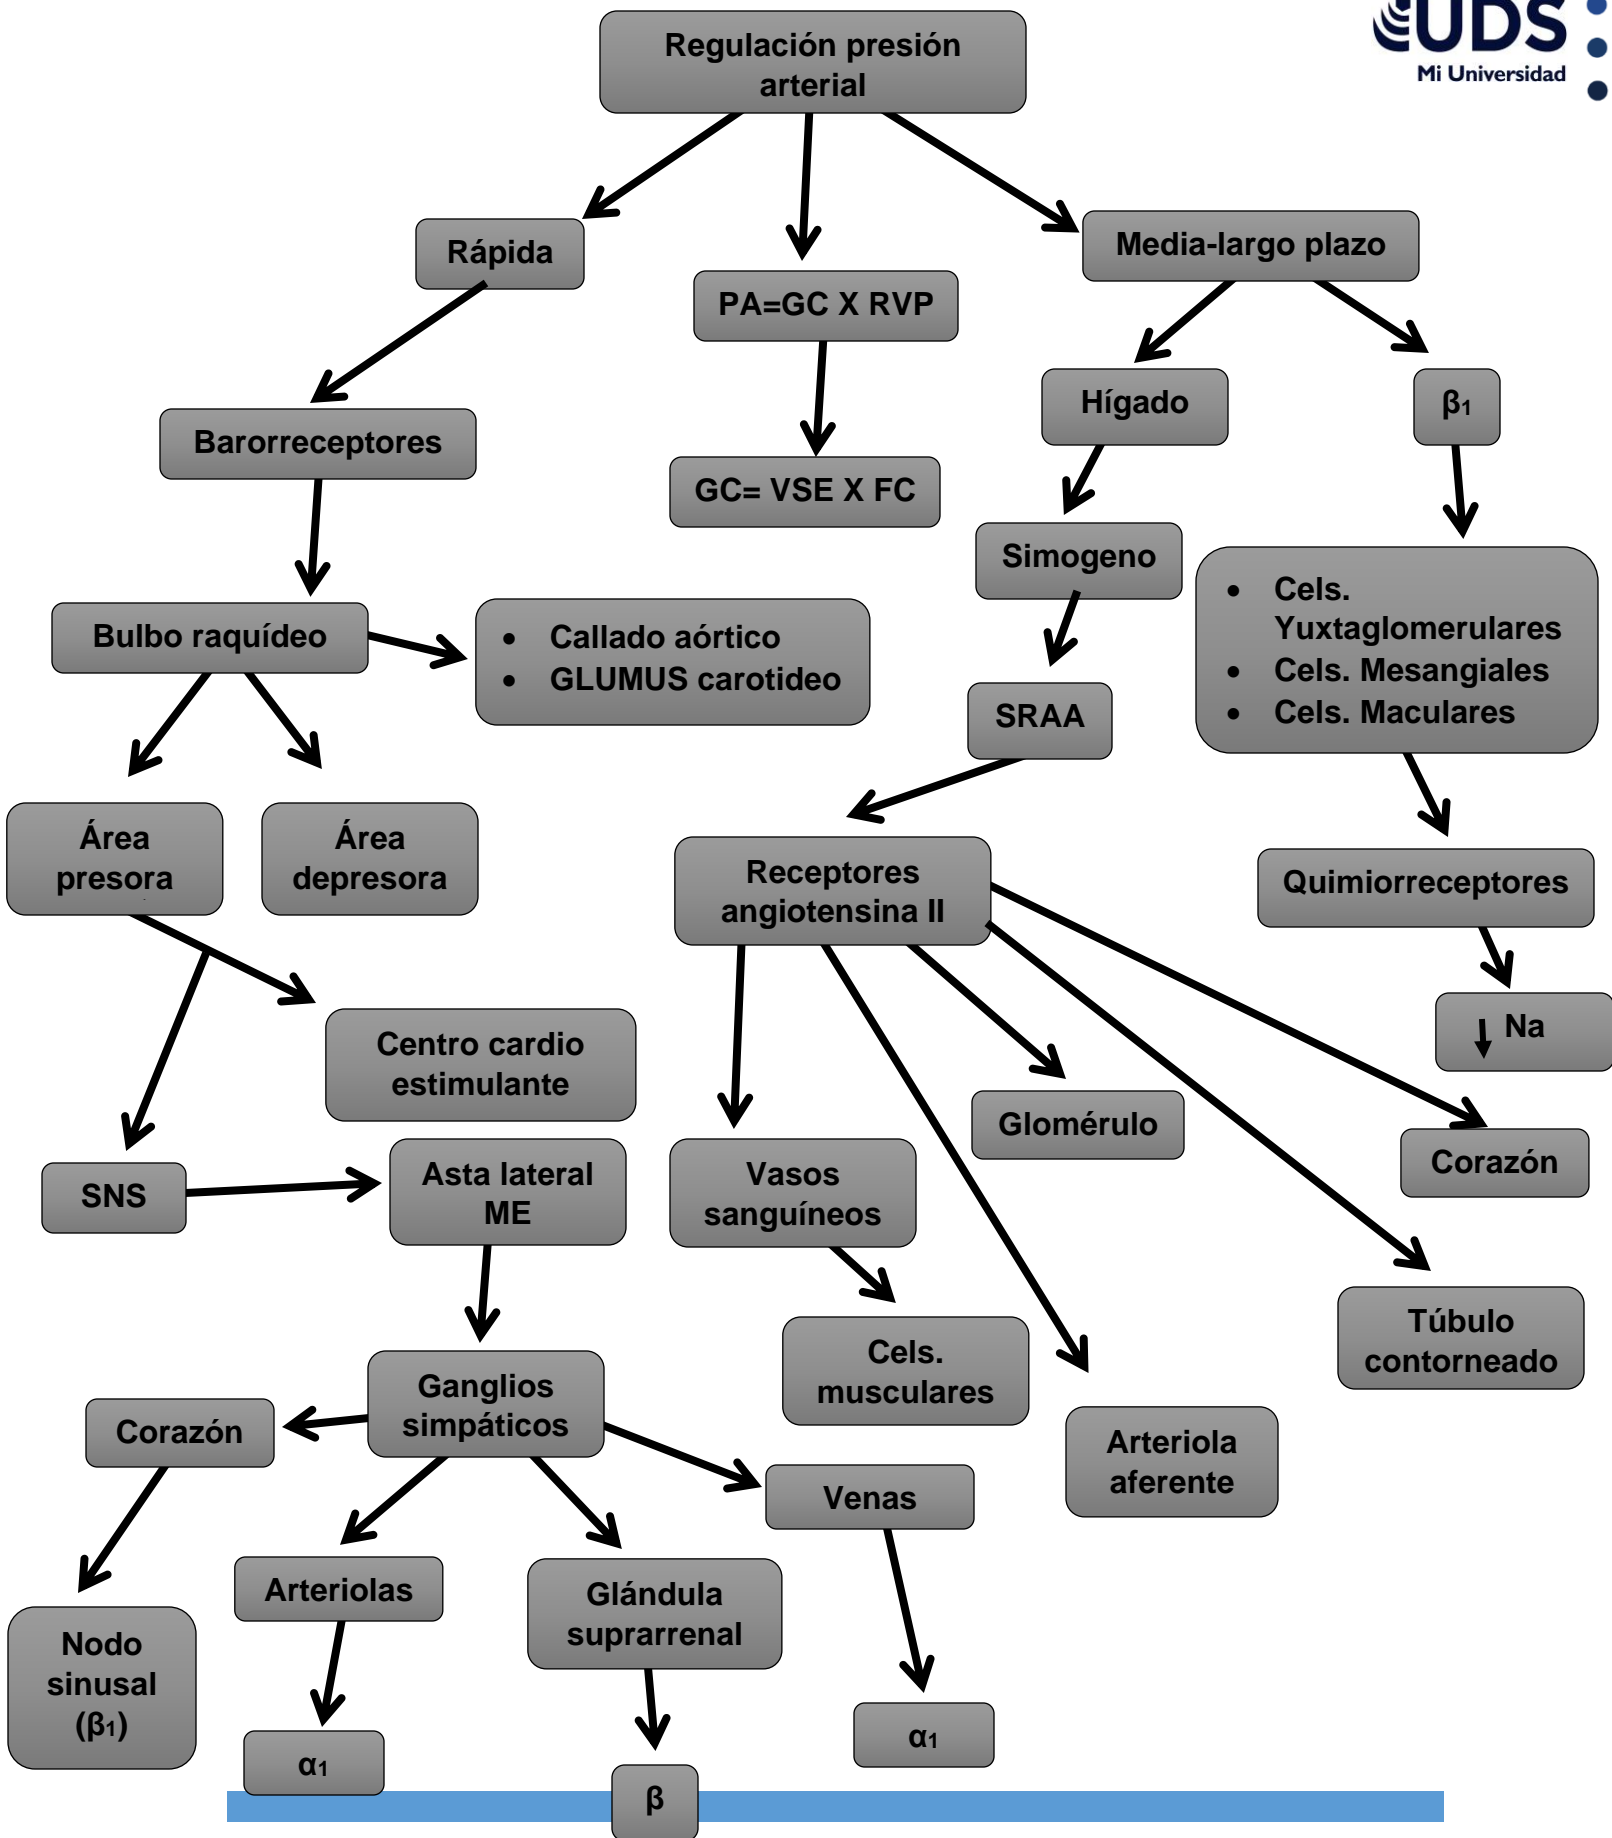 UDS
Mi Universidad
Regulación presión
arterial
Rápida
Media-largo plazo
PA=GC X RVP
Hígado
β₁
Barorreceptores
GC= VSE X FC
Simogeno
• Cels.
Yuxtaglomerulares
• Cels. Mesangiales
• Cels. Maculares
Bulbo raquídeo
• Callado aórtico
• GLUMUS carotideo
SRAA
Área
presora
Área
depresora
Receptores
angiotensina II
Quimiorreceptores
↓ Na
Centro cardio
estimulante
Glomérulo
Corazón
SNS
Asta lateral
ME
Vasos
sanguíneos
Túbulo
contorneado
Cels.
musculares
Ganglios
simpáticos
Corazón
Arteriola
aferente
Venas
Arteriolas
Glándula
suprarrenal
Nodo
sinusal
(β₁)
α₁
β
α₁